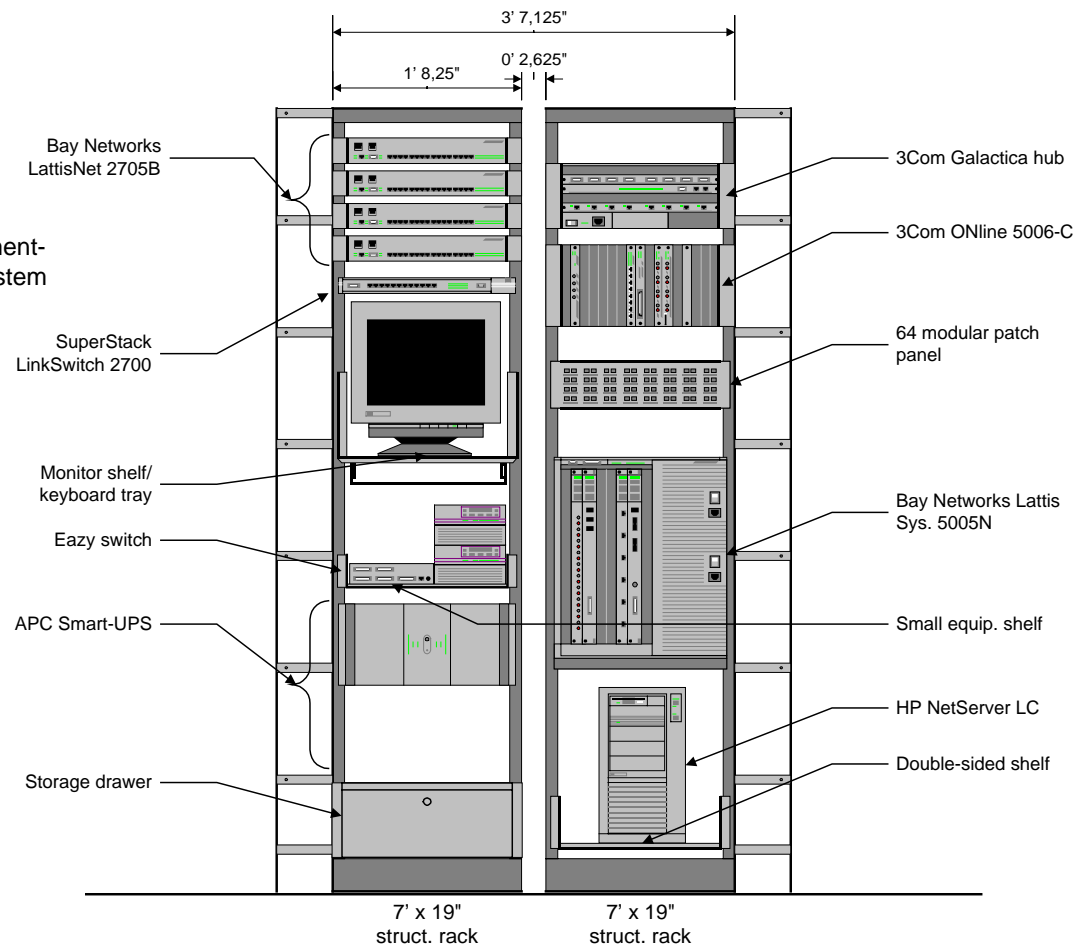 3' 7,125"
0' 2,625"
1' 8,25"
Bay Networks
LattisNet 2705B
ment-
stem
SuperStack
LinkSwitch 2700
Monitor shelf/
keyboard tray
Eazy switch
APC Smart-UPS
Storage drawer
3Com Galactica hub
3Com ONline 5006-C
64 modular patch
panel
Bay Networks Lattis
Sys. 5005N
Small equip. shelf
HP NetServer LC
Double-sided shelf
7' x 19"
struct. rack
7' x 19"
struct. rack